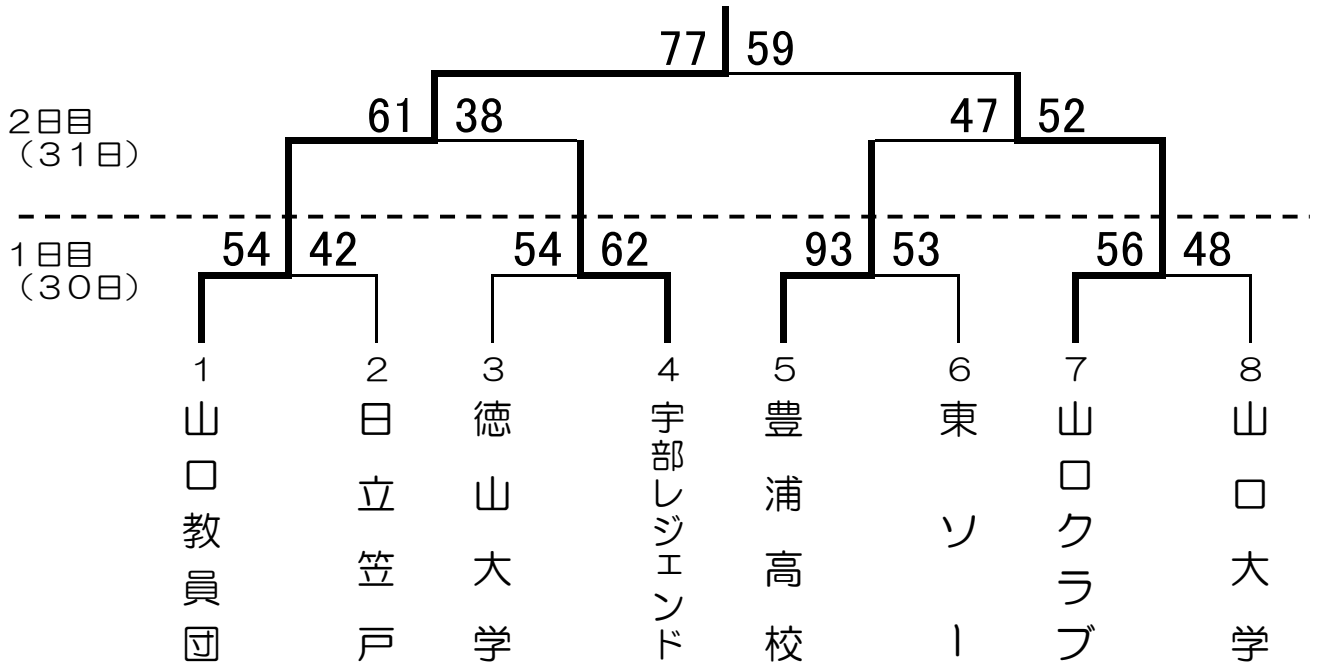 77 59
2日目
(31日)
61 38
47 52
1日目
(30日)
54 42
54 62
93 53
56 48
1
山口教員団
2
日立笠戸
3
徳山大学
4
宇部レジェンド
5
豊浦高校
6
東ソー
7
山口クラブ
8
山口大学